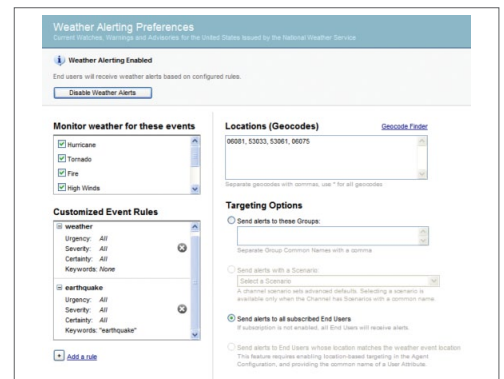 Weather Alerting Preferences
Current Watches, Warnings and Advisories for the United States Issued by the National Weather Service
Weather Alerting Enabled
End users will receive weather alerts based on configured rules.
Disable Weather Alerts
Monitor weather for these events
Hurricane
Tornado
Fire
High Winds
Customized Event Rules
weather
Urgency: All
Severity: All
Certainty: All
Keywords: None
earthquake
Urgency: All
Severity: All
Certainty: All
Keywords: "earthquake"
Add a rule
Locations (Geocodes)
Geocode Finder
06081, 53033, 53061, 06075
Separate geocodes with commas, use * for all geocodes
Targeting Options
Send alerts to these Groups:
Separate Group Common Names with a comma
Send alerts with a Scenario
Select a Scenario
A channel scenario sets advanced defaults. Selecting a scenario is
available only when the Channel has Scenarios with a common name
Send alerts to all subscribed End Users
If subscription is not enabled, all End Users will receive alerts.
Send alerts to End Users whose location matches the weather event location
This feature requires enabling location-based targeting in the Agent
Configuration, and providing the common name of a User Attribute.